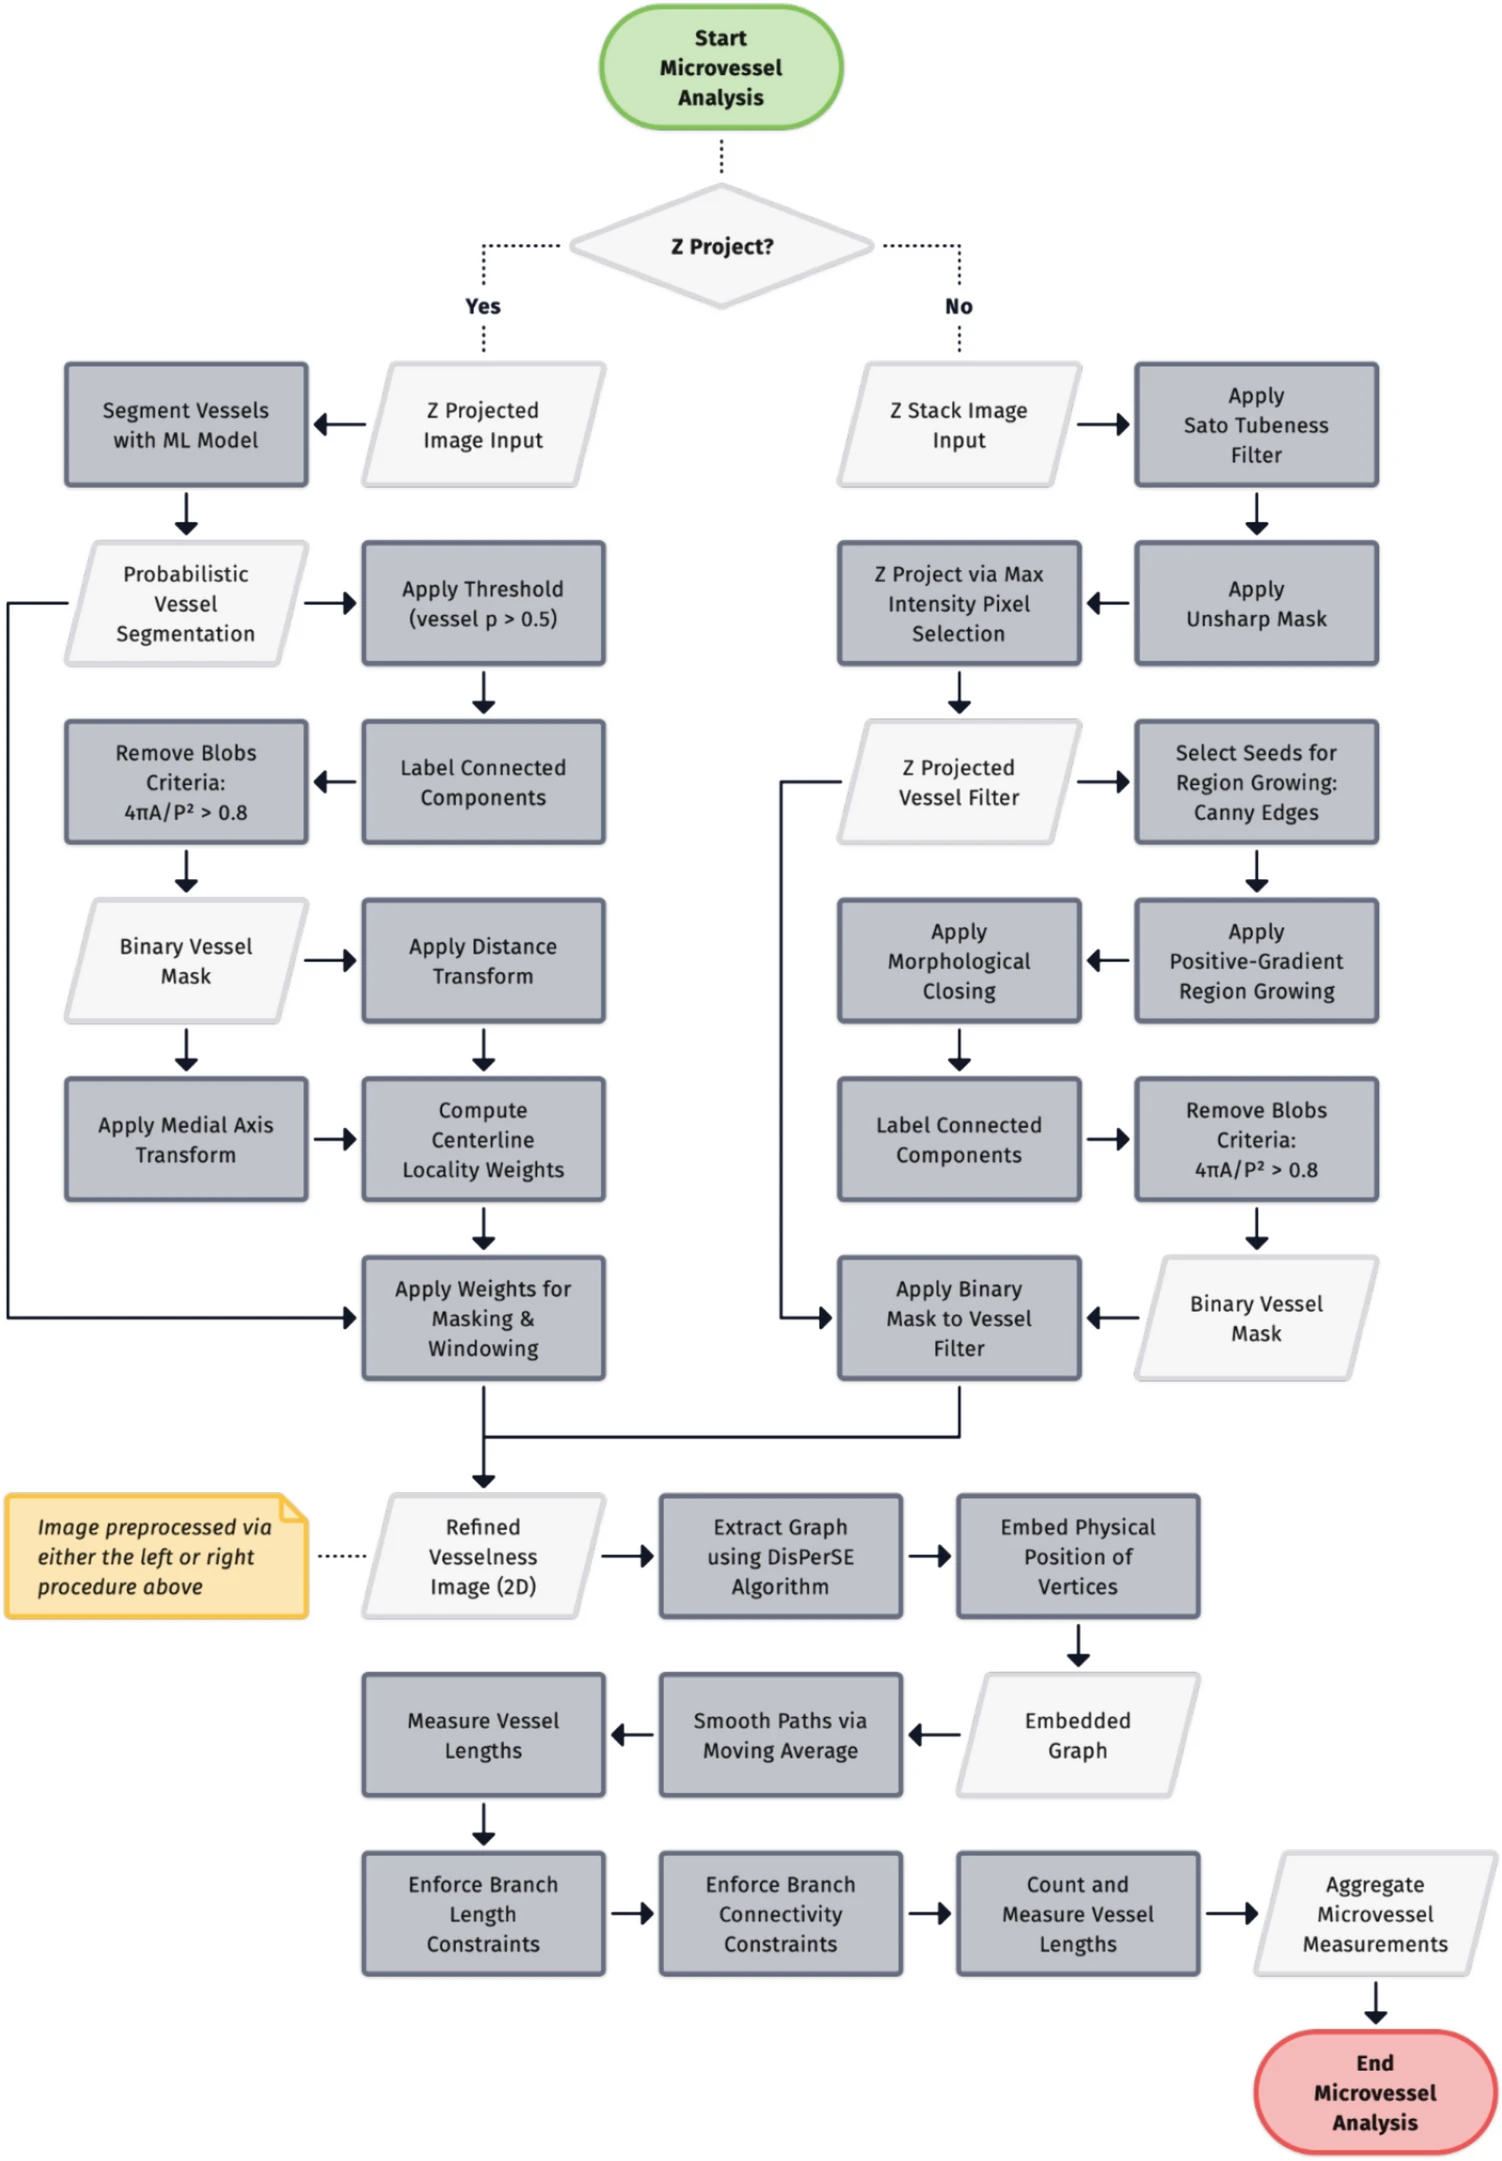 Start
Microvessel
Analysis
Z Project?
Yes
No
Segment Vessels
with ML Model
Z Projected
Image Input
Z Stack Image
Input
Apply
Sato Tubeness
Filter
Probabilistic
Vessel
Segmentation
Apply Threshold
(vessel p > 0.5)
Z Project via Max
Intensity Pixel
Selection
Apply
Unsharp Mask
Remove Blobs
Criteria:
4πA/P² > 0.8
Label Connected
Components
Z Projected
Vessel Filter
Select Seeds for
Region Growing:
Canny Edges
Binary Vessel
Mask
Apply Distance
Transform
Apply
Morphological
Closing
Apply
Positive-Gradient
Region Growing
Apply Medial Axis
Transform
Compute
Centerline
Locality Weights
Label Connected
Components
Remove Blobs
Criteria:
4πA/P² > 0.8
Apply Weights for
Masking &
Windowing
Apply Binary
Mask to Vessel
Filter
Binary Vessel
Mask
Image preprocessed via
either the left or right
procedure above
Refined
Vesselness
Image (2D)
Extract Graph
using DisPerSE
Algorithm
Embed Physical
Position of
Vertices
Measure Vessel
Lengths
Smooth Paths via
Moving Average
Embedded
Graph
Enforce Branch
Length
Constraints
Enforce Branch
Connectivity
Constraints
Count and
Measure Vessel
Lengths
Aggregate
Microvessel
Measurements
End
Microvessel
Analysis